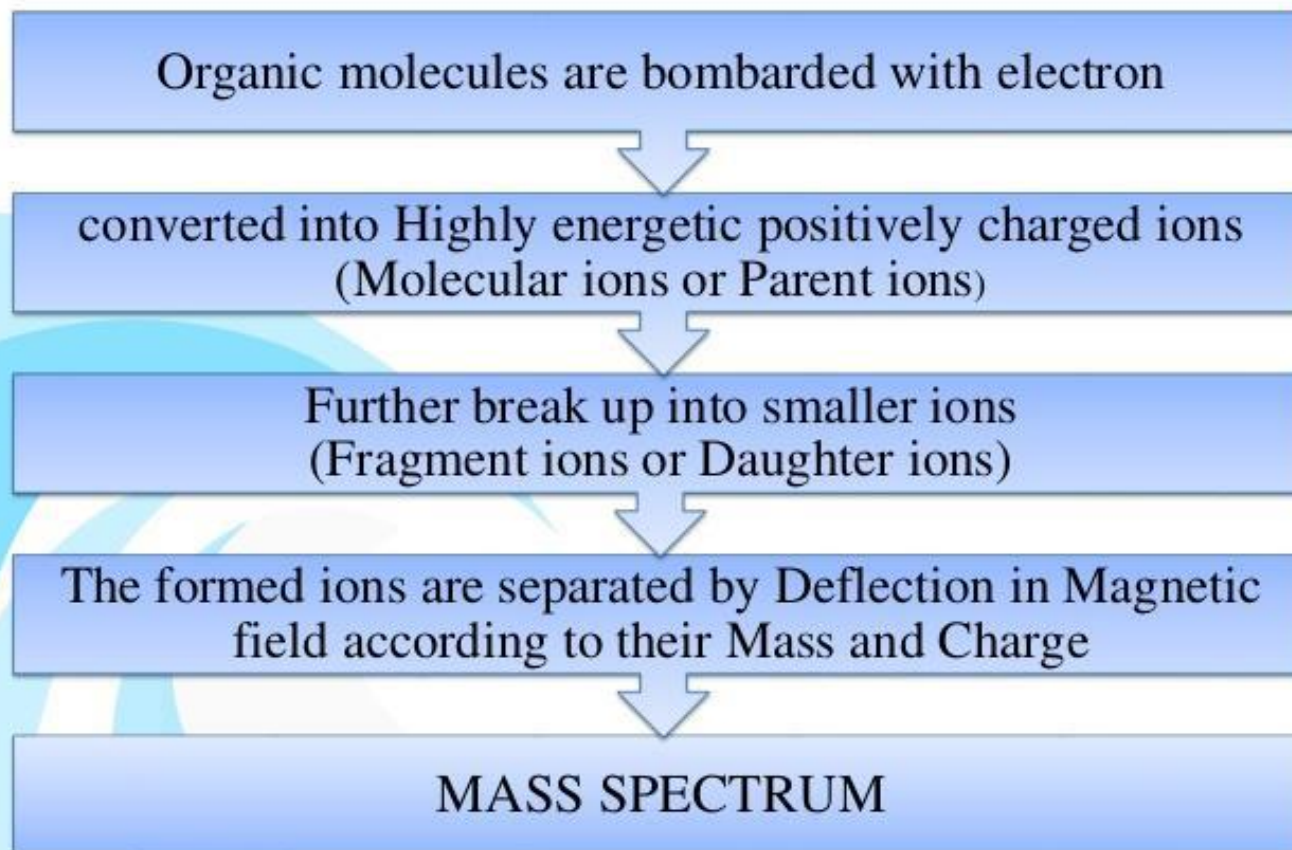 Organic molecules are bombarded with electron
converted into Highly energetic positively charged ions
(Molecular ions or Parent ions)
Further break up into smaller ions
(Fragment ions or Daughter ions)
The formed ions are separated by Deflection in Magnetic
field according to their Mass and Charge
MASS SPECTRUM